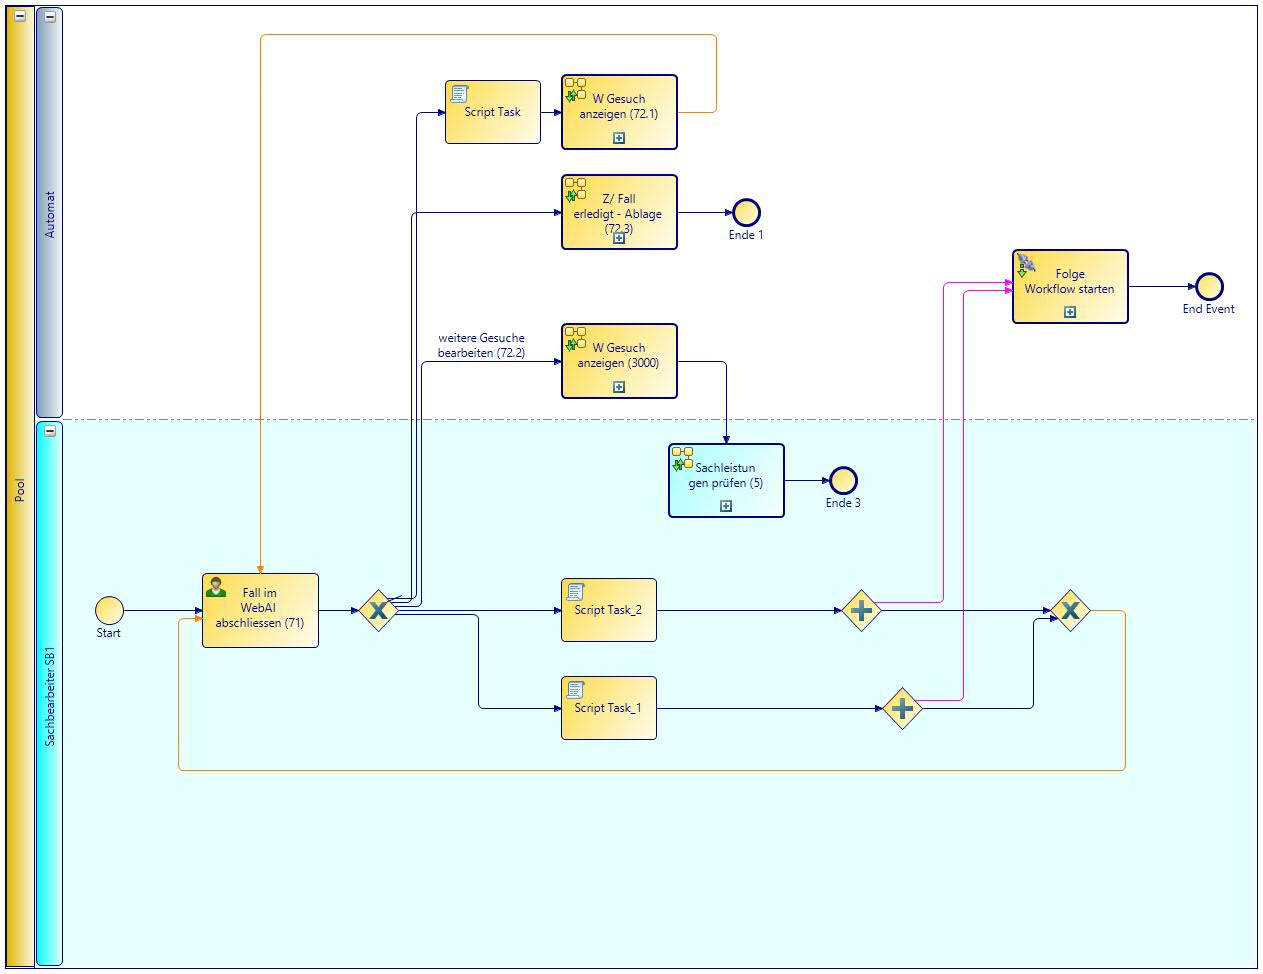 Pool
Automat
Sachbearbeiter SB1
Script Task
W Gesuch
anzeigen (72.1)
Z/ Fall
erledigt - Ablage
(72.3)
Ende 1
Folge
Workflow starten
End Event
weitere Gesuche
bearbeiten (72.2)
W Gesuch
anzeigen (3000)
Sachleistun
gen prüfen (5)
Ende 3
Start
Fall im
WebAI
abschliessen (71)
Script Task_2
Script Task_1